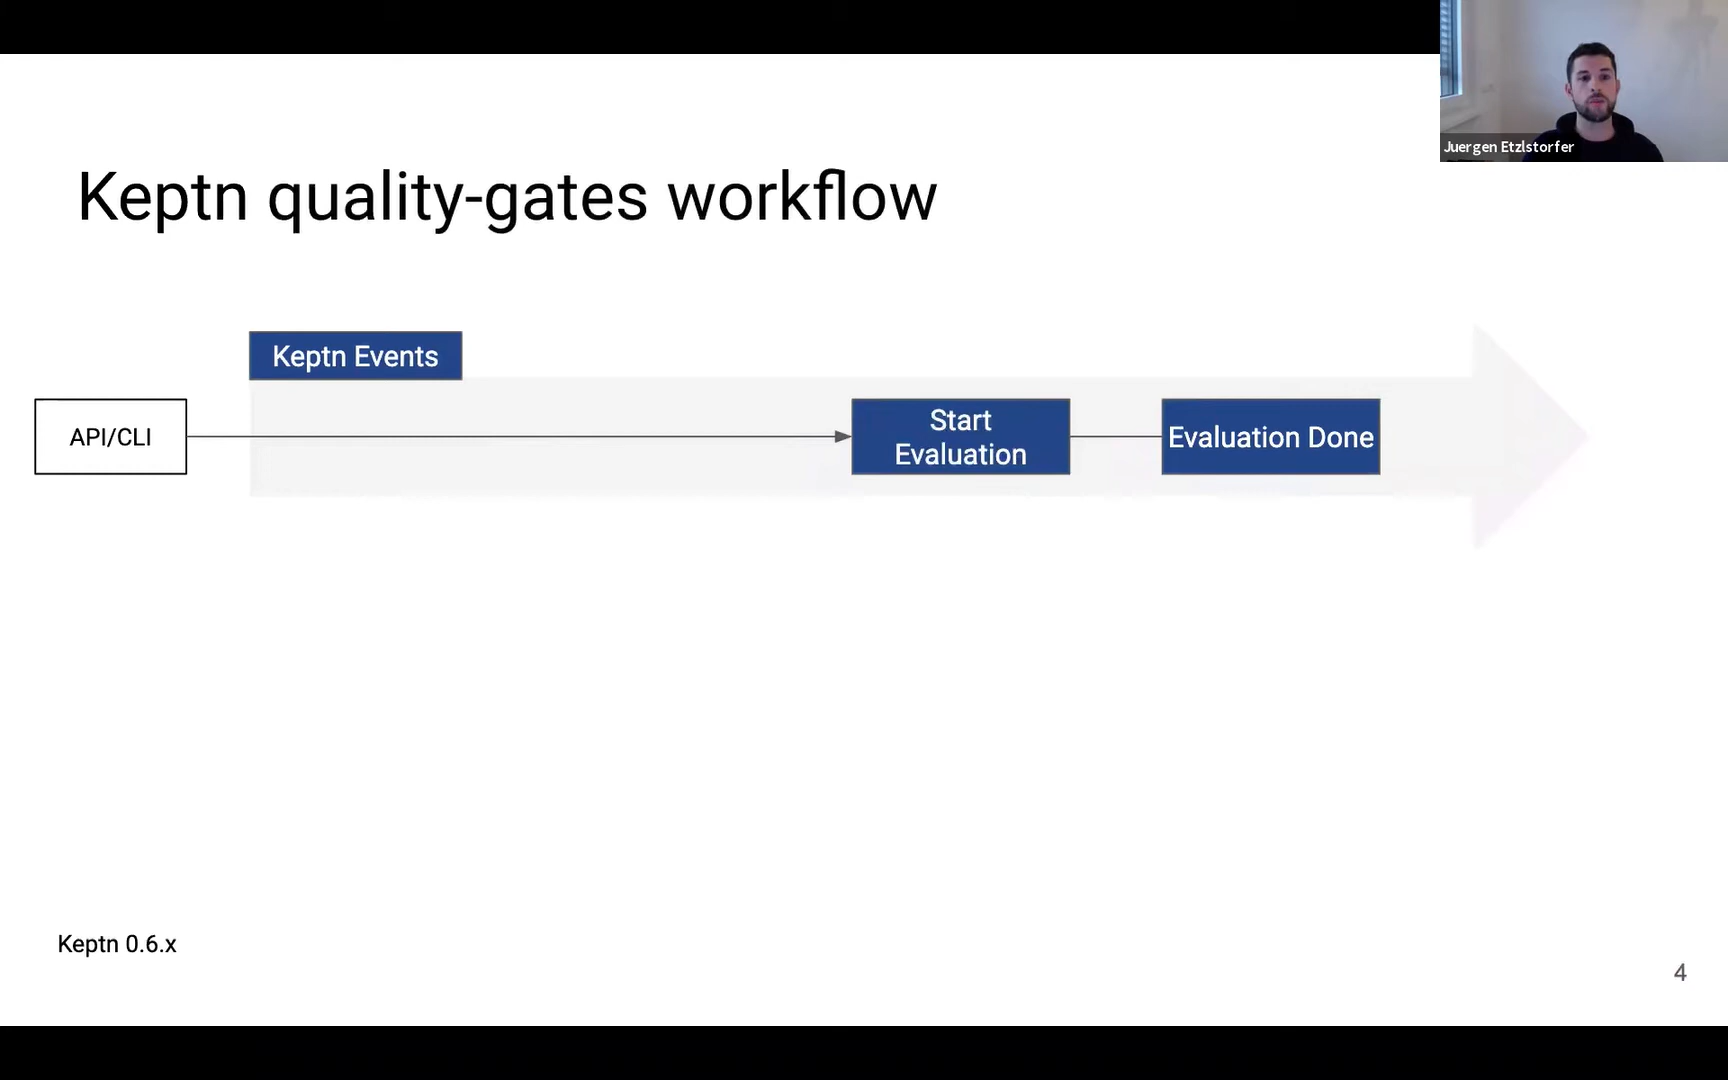 Juergen Etzlstorfer
Keptn quality-gates workflow
Keptn Events
API/CLI
Start
Evaluation
Evaluation Done
Keptn 0.6.x
4